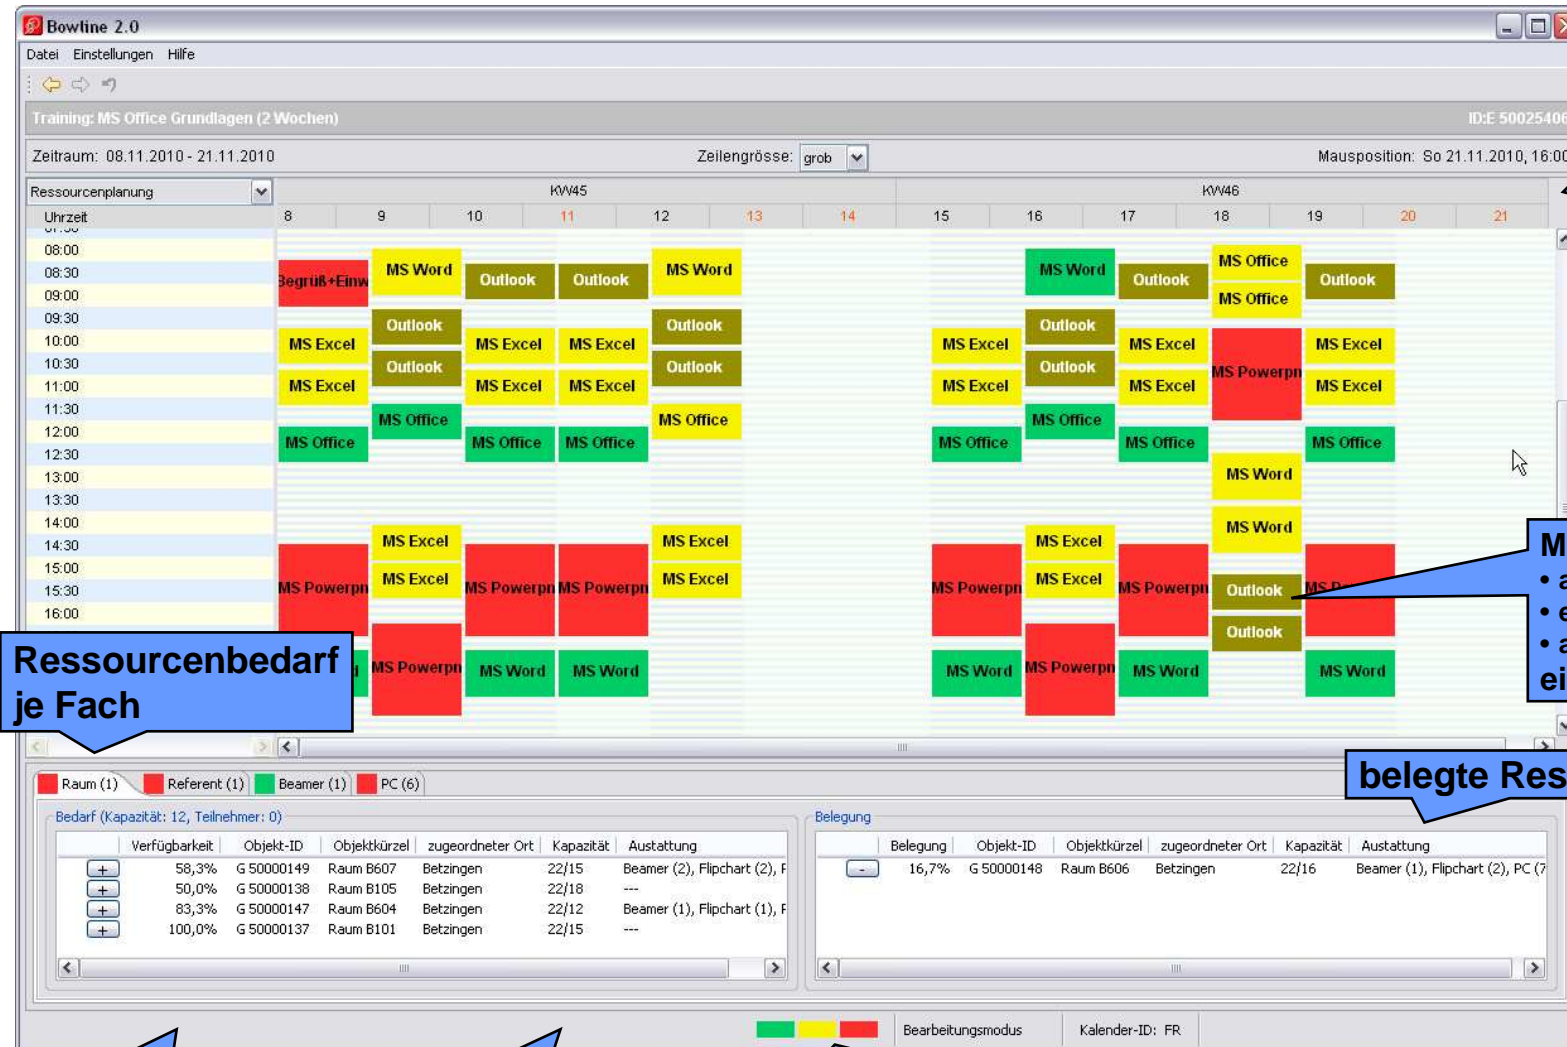 Bowline 2.0
Datei Einstellungen Hilfe
Training: MS Office Grundlagen (2 Wochen) ID:E 50025406
Zeitraum: 08.11.2010 - 21.11.2010 Zeilengrösse: grob Mausposition: So 21.11.2010, 16:00
Ressourcenplanung KW45 KW46
Uhrzeit 8 9 10 11 12 13 14 15 16 17 18 19 20 21
08:00
08:30
09:00
09:30
10:00
10:30
11:00
11:30
12:00
12:30
13:00
13:30
14:00
14:30
15:00
15:30
16:00
Begrüß+Einw MS Word Outlook Outlook MS Word MS Word Outlook MS Office Outlook
MS Office
Outlook Outlook Outlook
MS Excel MS Excel MS Excel MS Excel MS Excel MS Excel
Outlook Outlook Outlook MS Powerpn
MS Excel MS Excel MS Excel MS Excel MS Excel MS Excel
MS Office MS Office MS Office
MS Office MS Office MS Office MS Office MS Office MS Office
MS Word
MS Word
MS Excel MS Excel MS Excel
MS Excel MS Excel MS Excel
MS Powerpn MS Powerpn MS Powerpn MS Powerpn MS Powerpn Outlook
Outlook
MS Powerpn MS Word MS Word MS Word MS Powerpn MS Word MS Word
M
• a
• e
• a
ei
Ressourcenbedarf
je Fach
belegte Res
Raum (1) Referent (1) Beamer (1) PC (6)
Bedarf (Kapazität: 12, Teilnehmer: 0)
Verfügbarkeit Objekt-ID Objektkürzel zugeordneter Ort Kapazität Austattung
+ 58,3% G 50000149 Raum B607 Betzingen 22/15 Beamer (2), Flipchart (2), P
+ 50,0% G 50000138 Raum B105 Betzingen 22/18 ---
+ 83,3% G 50000147 Raum B604 Betzingen 22/12 Beamer (1), Flipchart (1), P
+ 100,0% G 50000137 Raum B101 Betzingen 22/15 ---
Belegung
Belegung Objekt-ID Objektkürzel zugeordneter Ort Kapazität Austattung
- 16,7% G 50000148 Raum B606 Betzingen 22/16 Beamer (1), Flipchart (2), PC (7
Bearbeitungsmodus Kalender-ID: FR